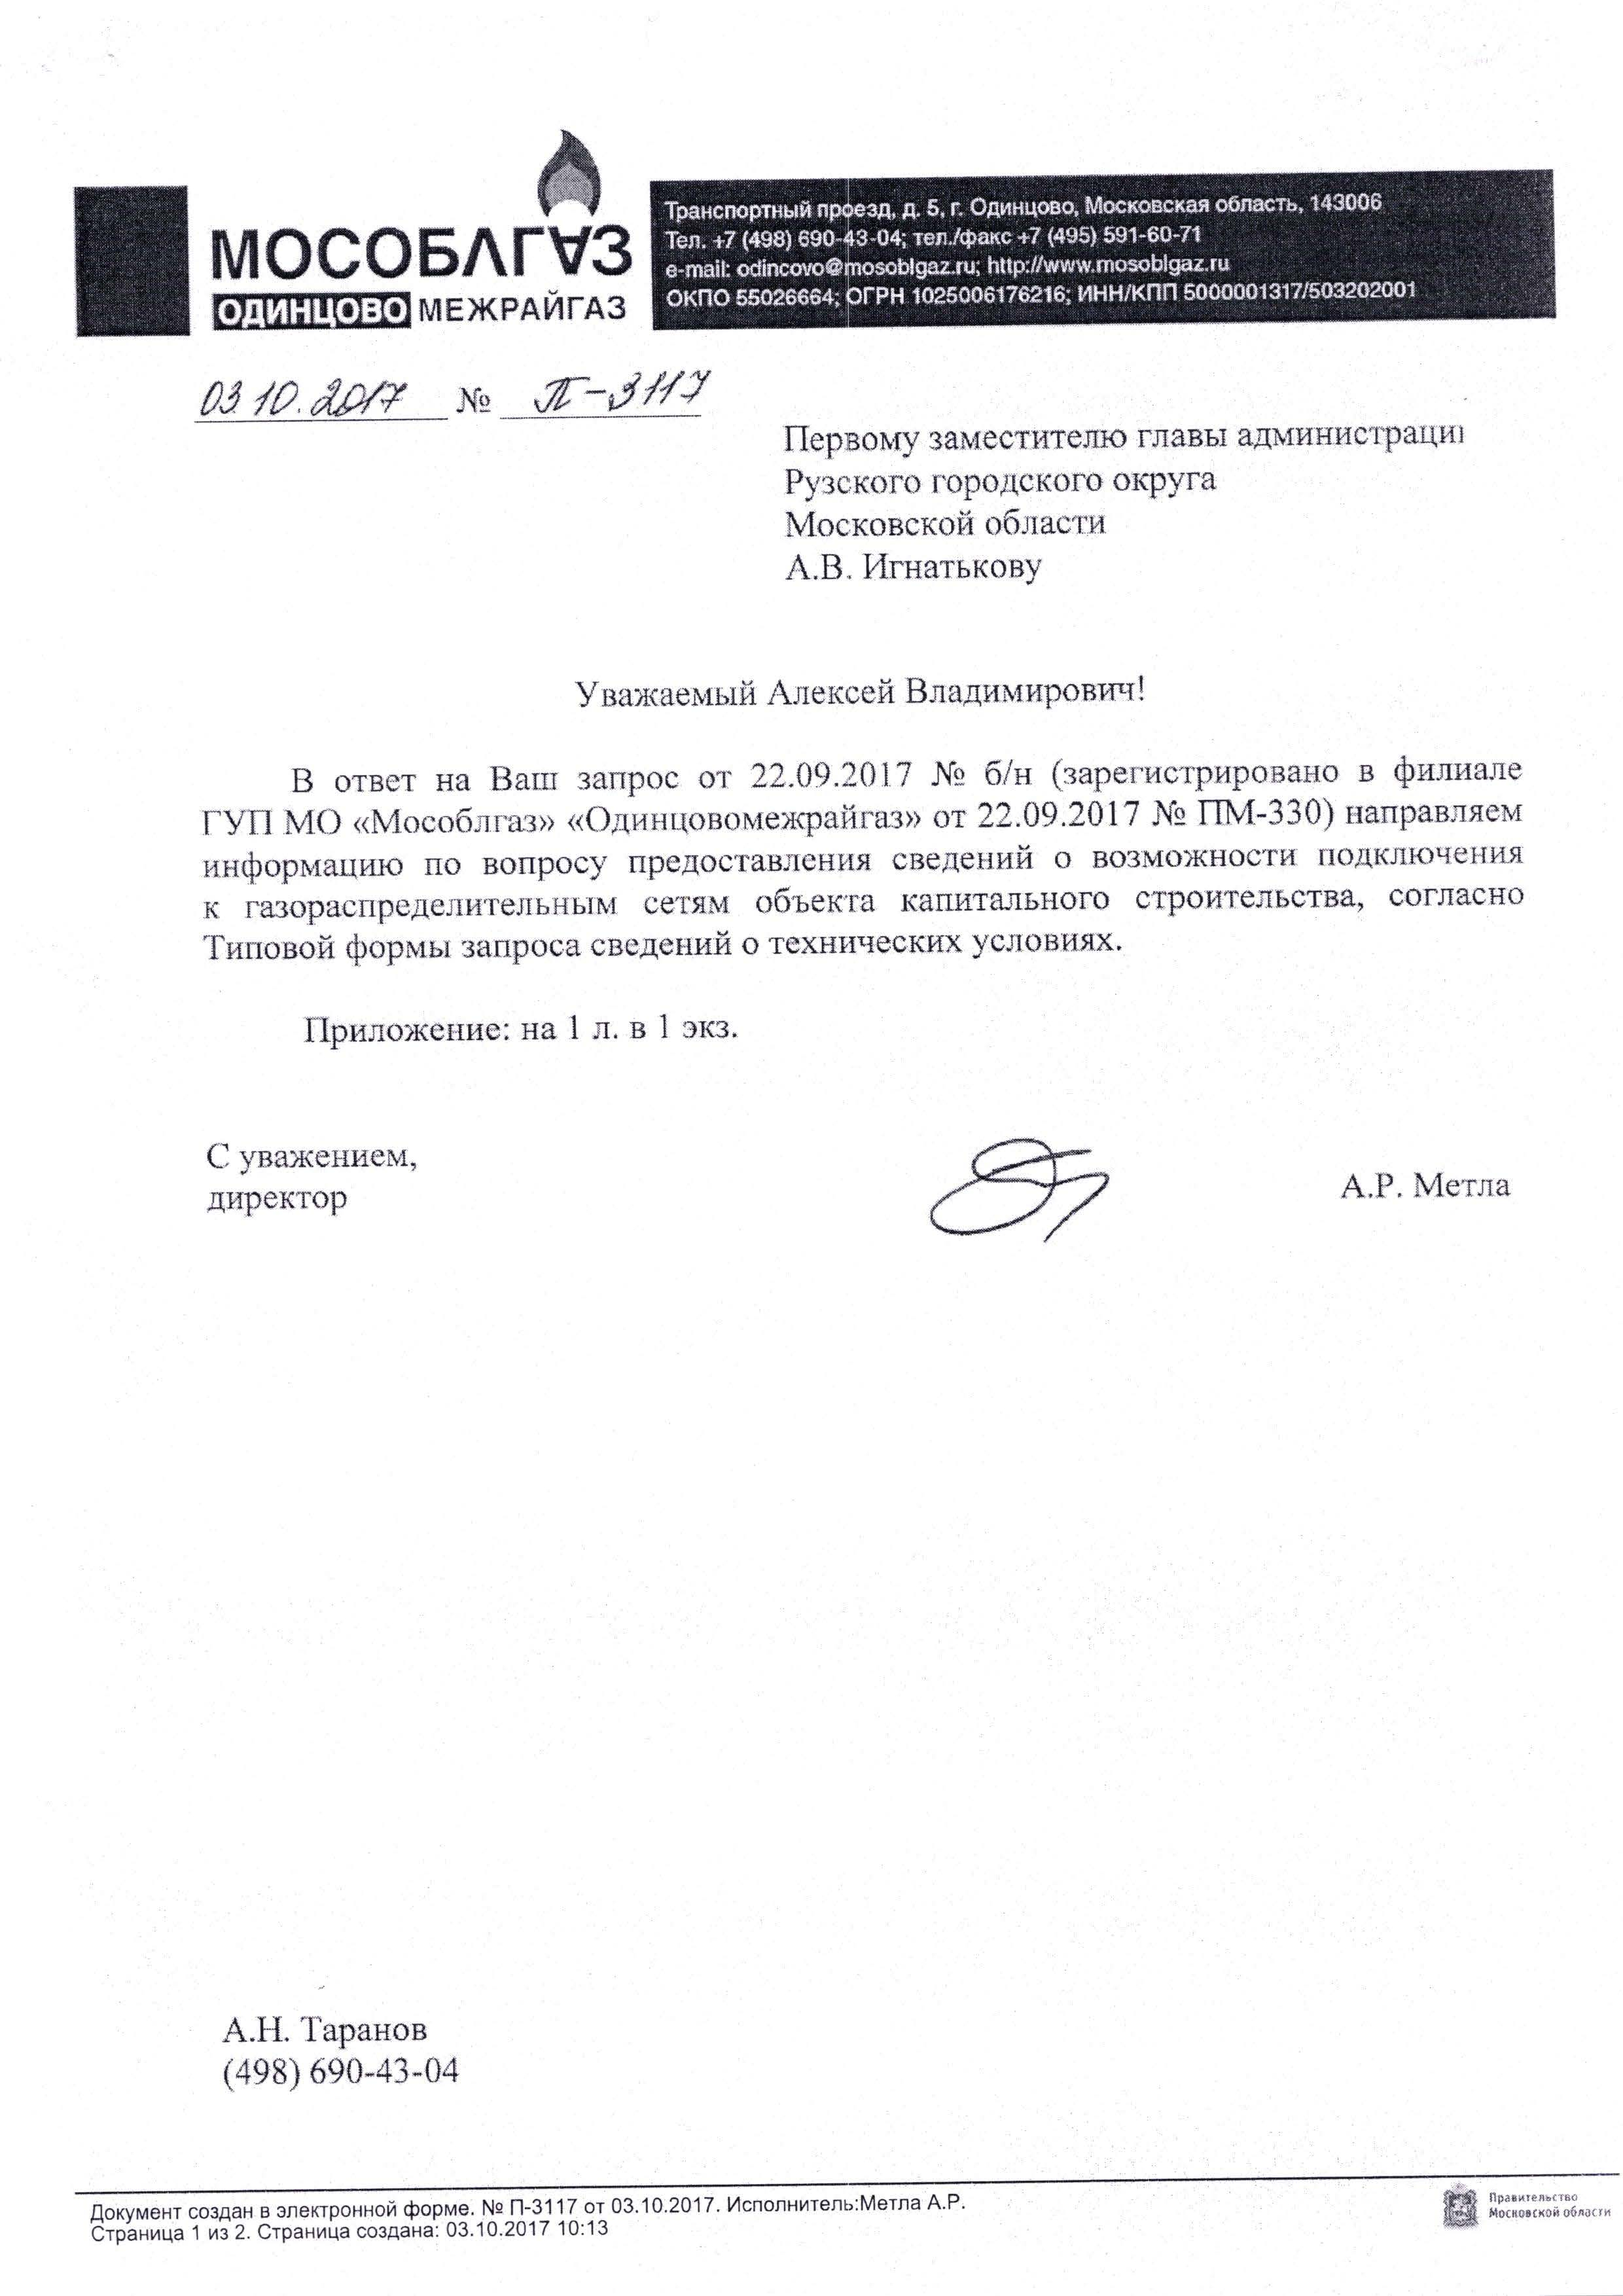 МОСОБЛГАЗ
ОДИНЦОВО МЕЖРАЙГАЗ
Транспортный проезд, д. 5, г. Одинцово, Московская область, 143006
Тел. +7 (498) 690-43-04; тел./факс +7 (495) 591-60-71
e-mail: odincovo@mosoblgaz.ru; http://www.mosoblgaz.ru
ОКПО 55026664; ОГРН 1025006176216; ИНН/КПП 5000001317/503202001
03.10.2017 № П-3117
Первому заместителю главы администраци
Рузского городского округа
Московской области
А.В. Игнатькову
Уважаемый Алексей Владимирович!
В ответ на Ваш запрос от 22.09.2017 № б/н (зарегистрировано в филиале
ГУП МО «Мособлгаз» «Одинцовомежрайгаз» от 22.09.2017 № ПМ-330) направляем
информацию по вопросу предоставления сведений о возможности подключения
к газораспределительным сетям объекта капитального строительства, согласно
Типовой формы запроса сведений о технических условиях.
Приложение: на 1 л. в 1 экз.
С уважением,
директор
А.Р. Метла
А.Н. Таранов
(498) 690-43-04
Документ создан в электронной форме. № П-3117 от 03.10.2017. Исполнитель:Метла А.Р.
Страница 1 из 2. Страница создана: 03.10.2017 10:13
Правительство
Московской области